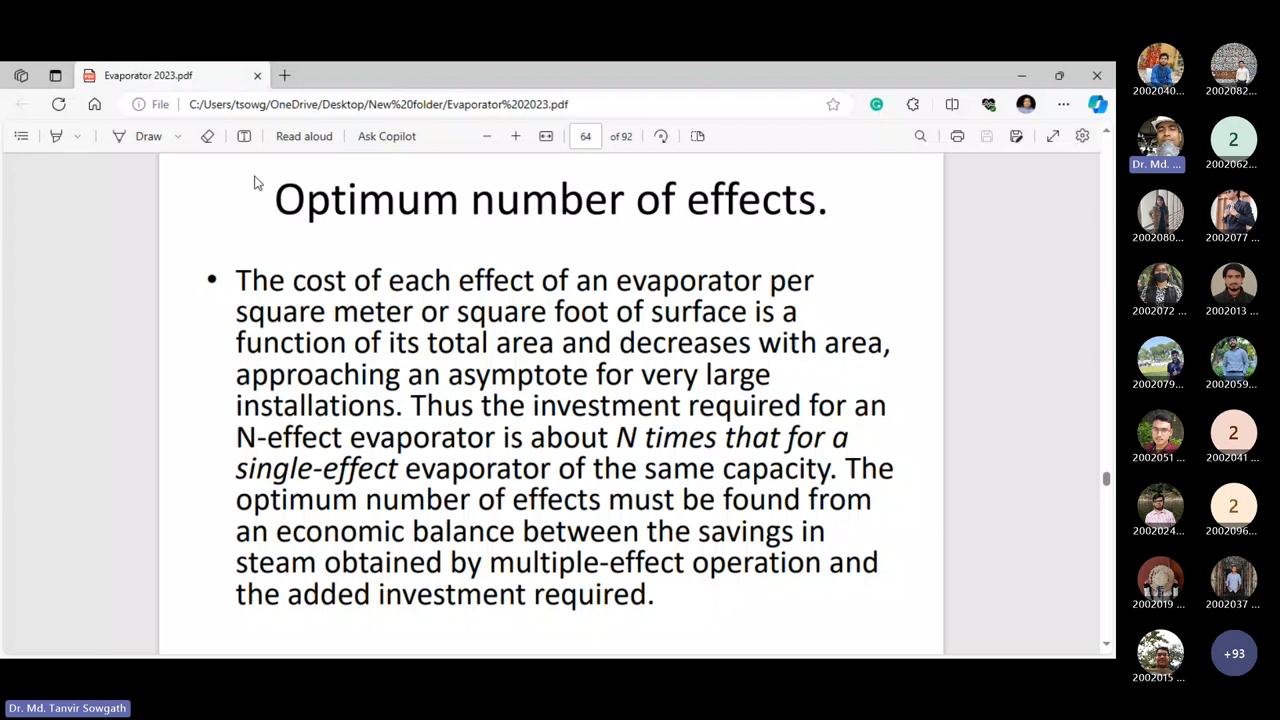 Evaporator 2023.pdf
File
C:/Users/tsowg/OneDrive/Desktop/New%20folder/Evaporator%202023.pdf
Draw
Read aloud
Ask Copilot
64
of 92
Optimum number of effects.
• The cost of each effect of an evaporator per
square meter or square foot of surface is a
function of its total area and decreases with area,
approaching an asymptote for very large
installations. Thus the investment required for an
N-effect evaporator is about N times that for a
single-effect evaporator of the same capacity. The
optimum number of effects must be found from
an economic balance between the savings in
steam obtained by multiple-effect operation and
the added investment required.
2002040...
2002082...
Dr. Md. ...
2
2002062...
2002080...
2002077 ...
2002072 ...
2002013 ...
2002079...
2002059...
2002051 ...
2
2002041 ...
2002024...
2
2002096...
2002019 ...
2002037 ...
2002015 ...
+93
Dr. Md. Tanvir Sowgath